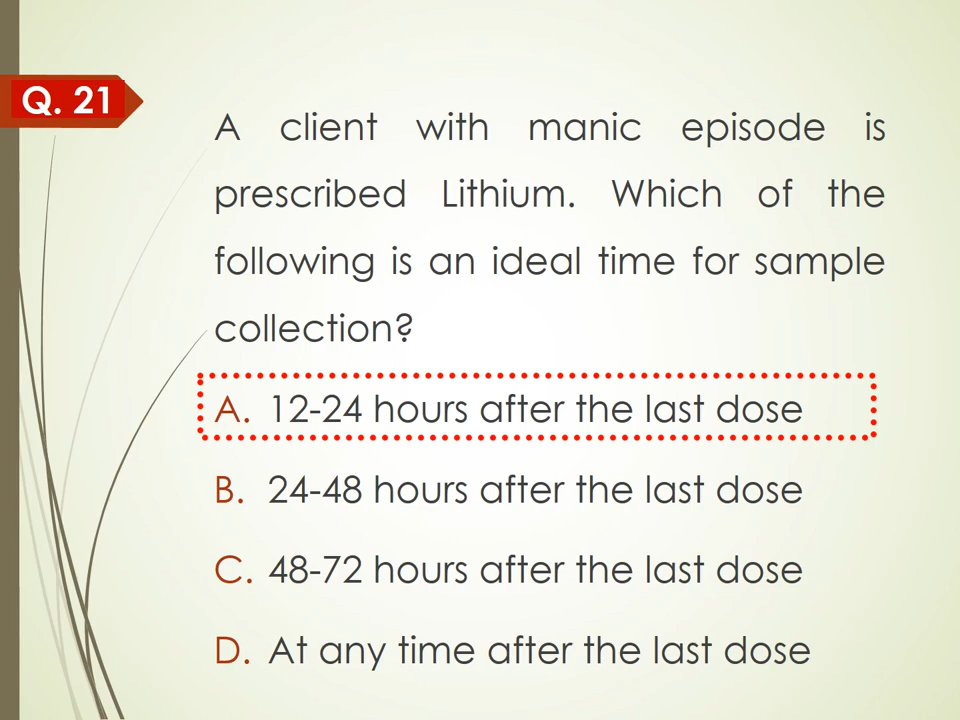 Q. 21
A client with manic episode is
prescribed Lithium. Which of the
following is an ideal time for sample
collection?
A. 12-24 hours after the last dose
B. 24-48 hours after the last dose
C. 48-72 hours after the last dose
D. At any time after the last dose